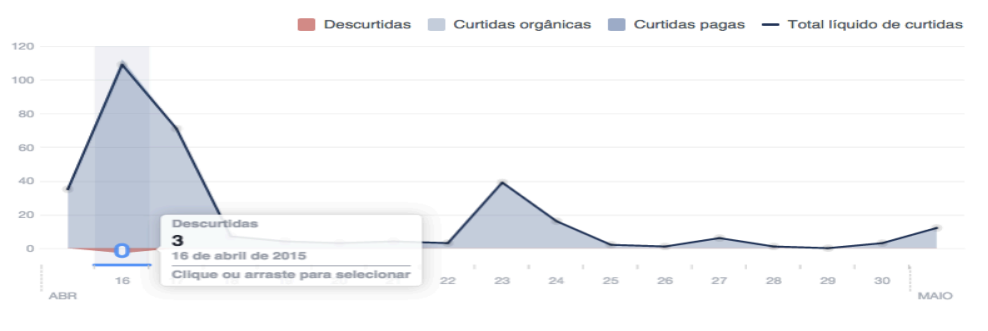 Descurtidas Curtidas orgânicas Curtidas pagas Total líquido de curtidas
120
100
80
60
40
20
0
Descurtidas
3
16 de abril de 2015
Clique ou arraste para selecionar
16 22 23 24 25 26 27 28 29 30
ABR MAIO